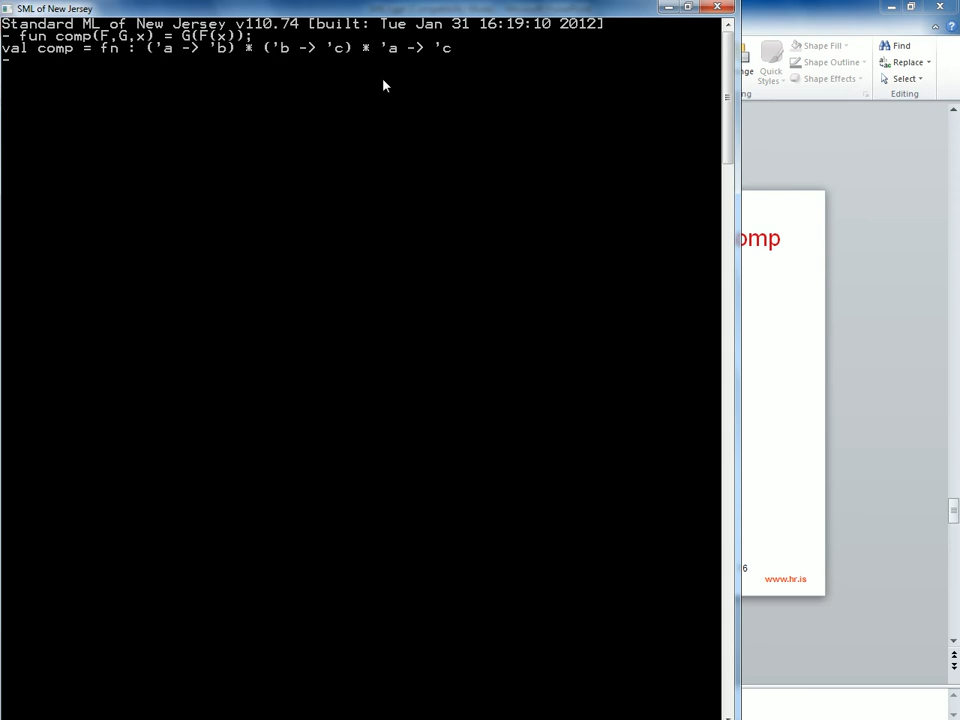 SML of New Jersey
Standard ML of New Jersey v110.74 [built: Tue Jan 31 16:19:10 2012]
- fun comp(F,G,x) = G(F(x));
val comp = fn : ('a -> 'b) * ('b -> 'c) * 'a -> 'c
-
Shape Fill
Shape Outline
Shape Effects
Quick
Styles
Find
Replace
Select
Editing
omp
6
www.hr.is